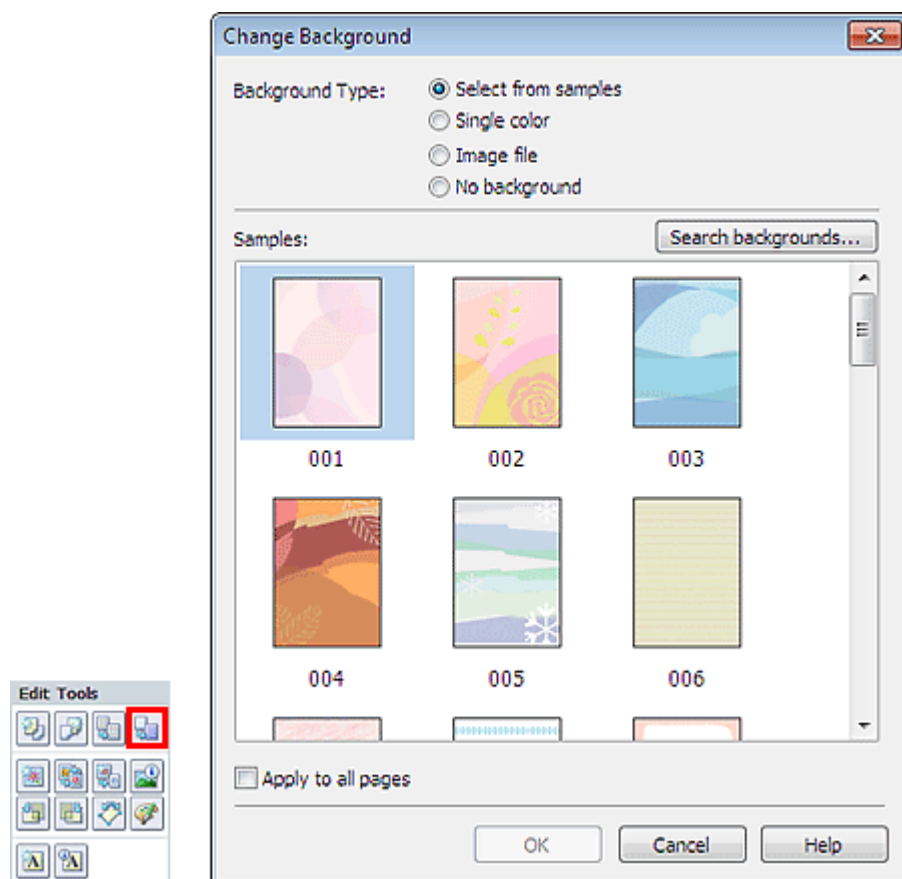 Change Background
Background Type:
Select from samples
Single color
Image file
No background
Samples:
Search backgrounds...
001
002
003
004
005
006
Apply to all pages
OK
Cancel
Help
Edit Tools
A
A